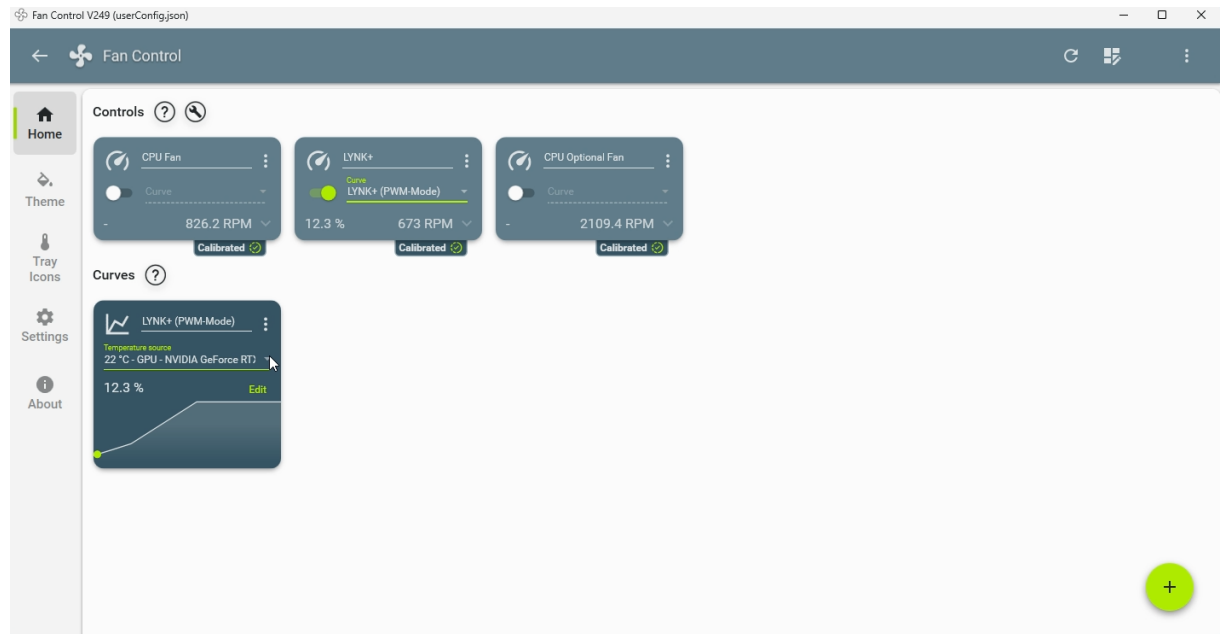 Fan Control V249 (userConfig.json)
Fan Control
Home
Theme
Tray
Icons
Settings
About
Controls
CPU Fan
Curve
- 826.2 RPM
Calibrated
LYNK+
Curve
LYNK+ (PWM-Mode)
12.3 % 673 RPM
Calibrated
CPU Optional Fan
Curve
- 2109.4 RPM
Calibrated
Curves
LYNK+ (PWM-Mode)
Temperature source
22 °C - GPU - NVIDIA GeForce RT
12.3 % Edit